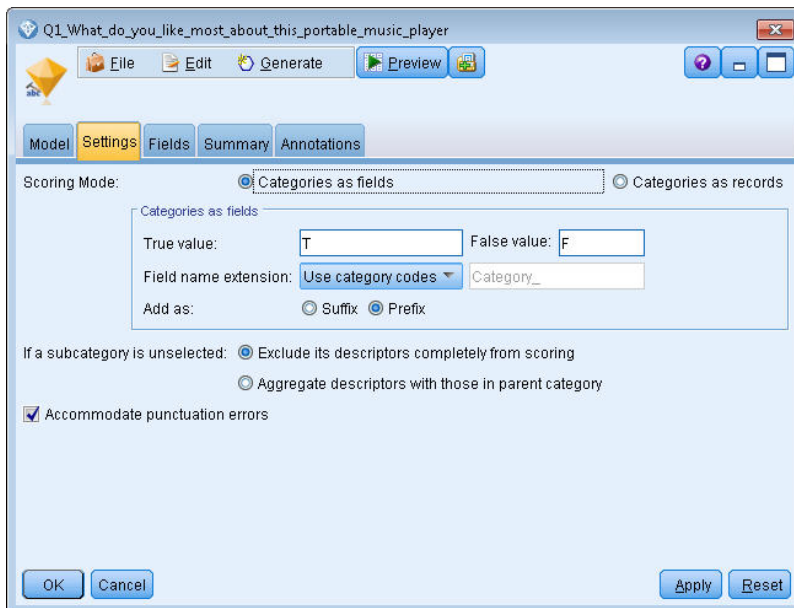 Q1_What_do_you_like_most_about_this_portable_music_player
File Edit Generate Preview
abc
Model Settings Fields Summary Annotations
Scoring Mode: Categories as fields Categories as records
Categories as fields
True value: T False value: F
Field name extension: Use category codes Category_
Add as: Suffix Prefix
If a subcategory is unselected: Exclude its descriptors completely from scoring
Aggregate descriptors with those in parent category
Accommodate punctuation errors
OK Cancel Apply Reset